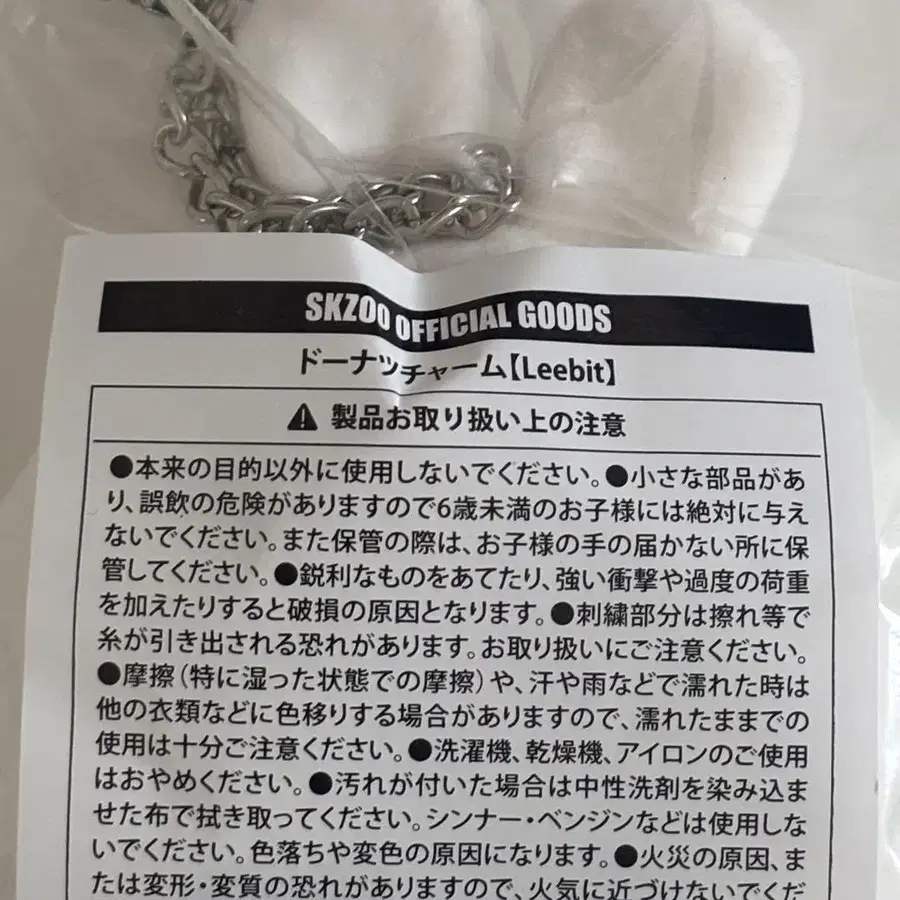 SKZOO OFFICIAL GOODS
ドーナッツチャーム【Leebit】
⚠ 製品お取り扱い上の注意
●本来の目的以外に使用しないでください。●小さな部品があ
り、誤飲の危険がありますので6歳未満のお子様には絶対に与え
ないでください。また保管の際は、お子様の手の届かない所に保
管してください。●鋭利なものをあてたり、強い衝撃や過度の荷重
を加えたりすると破損の原因となります。●刺繍部分は擦れ等で
糸が引き出される恐れがあります。お取り扱いにご注意ください。
●摩擦（特に湿った状態での摩擦）や、汗や雨などで濡れた時は
他の衣類などに色移りする場合がありますので、濡れたままでの
使用は十分ご注意ください。●洗濯機、乾燥機、アイロンのご使用
はおやめください。●汚れが付いた場合は中性洗剤を染み込ま
せた布で拭き取ってください。シンナー・ベンジンなどは使用しな
いでください。色落ちや変色の原因になります。●火災の原因、ま
たは変形・変質の恐れがありますので、火気に近づけないでくだ